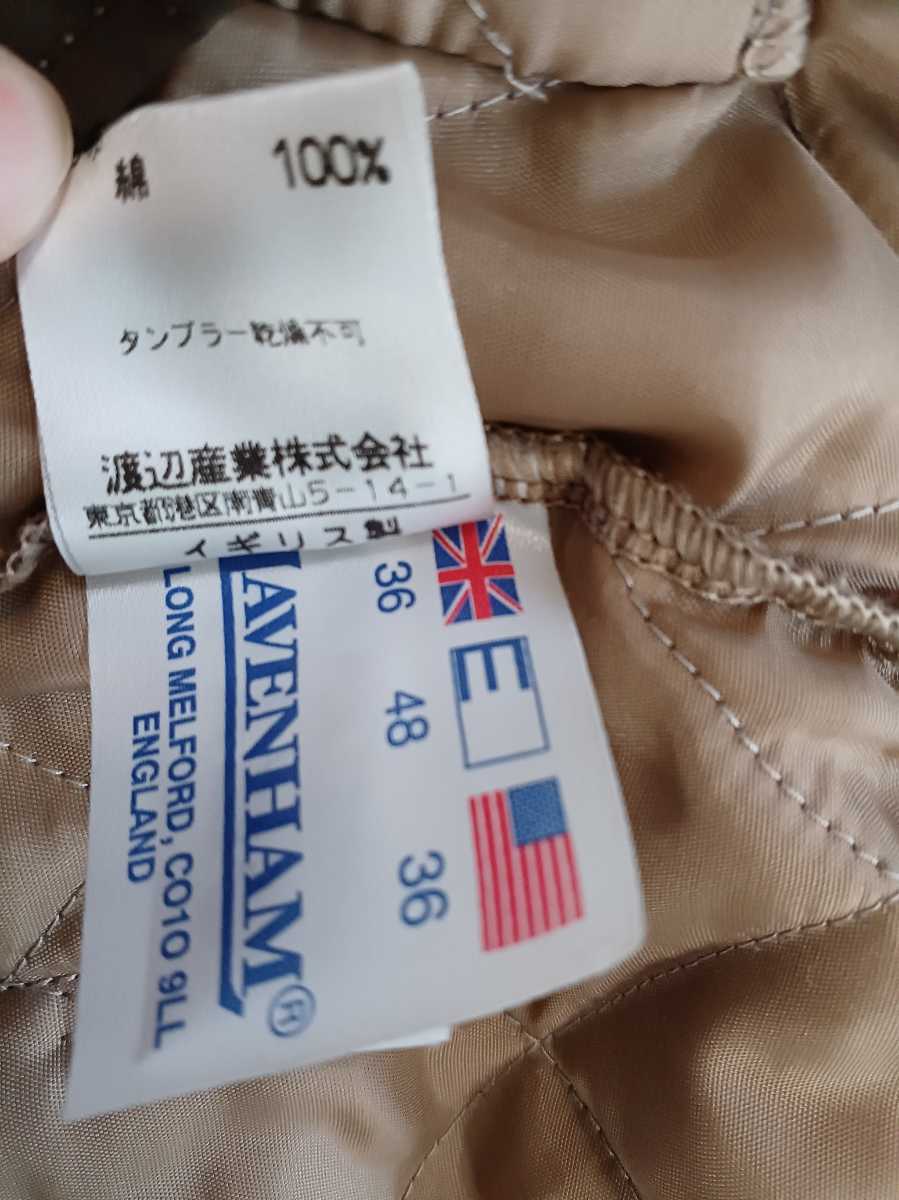 綿 100%
タンブラー乾燥不可
渡辺産業株式会社
東京都港区南青山5-14-1
イギリス製
LAVENHAM®
LONG MELFORD, CO10 9LL
ENGLAND
36
E 48
36